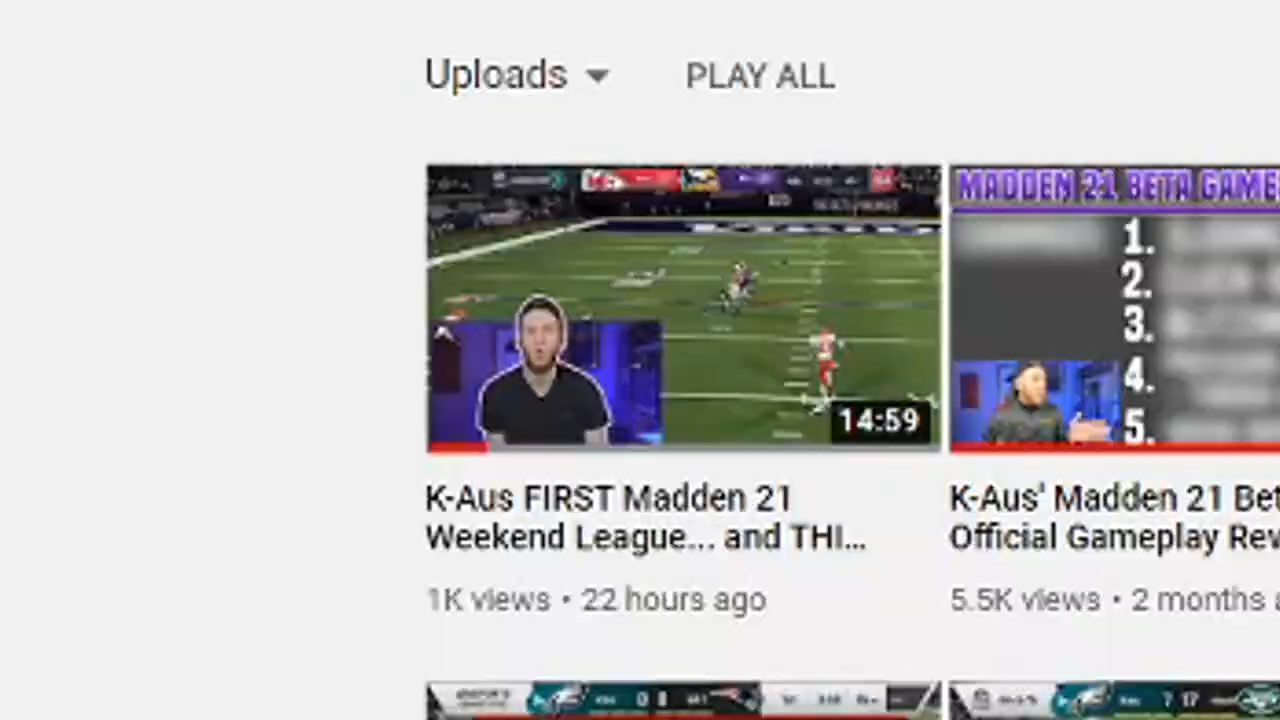 Uploads PLAY ALL
MADDEN 21 BETA GAME
1.
2.
3.
4.
5.
14:59
K-Aus FIRST Madden 21
Weekend League... and THI...
1K views • 22 hours ago
K-Aus' Madden 21 Bet
Official Gameplay Rev
5.5K views • 2 months a
7 17